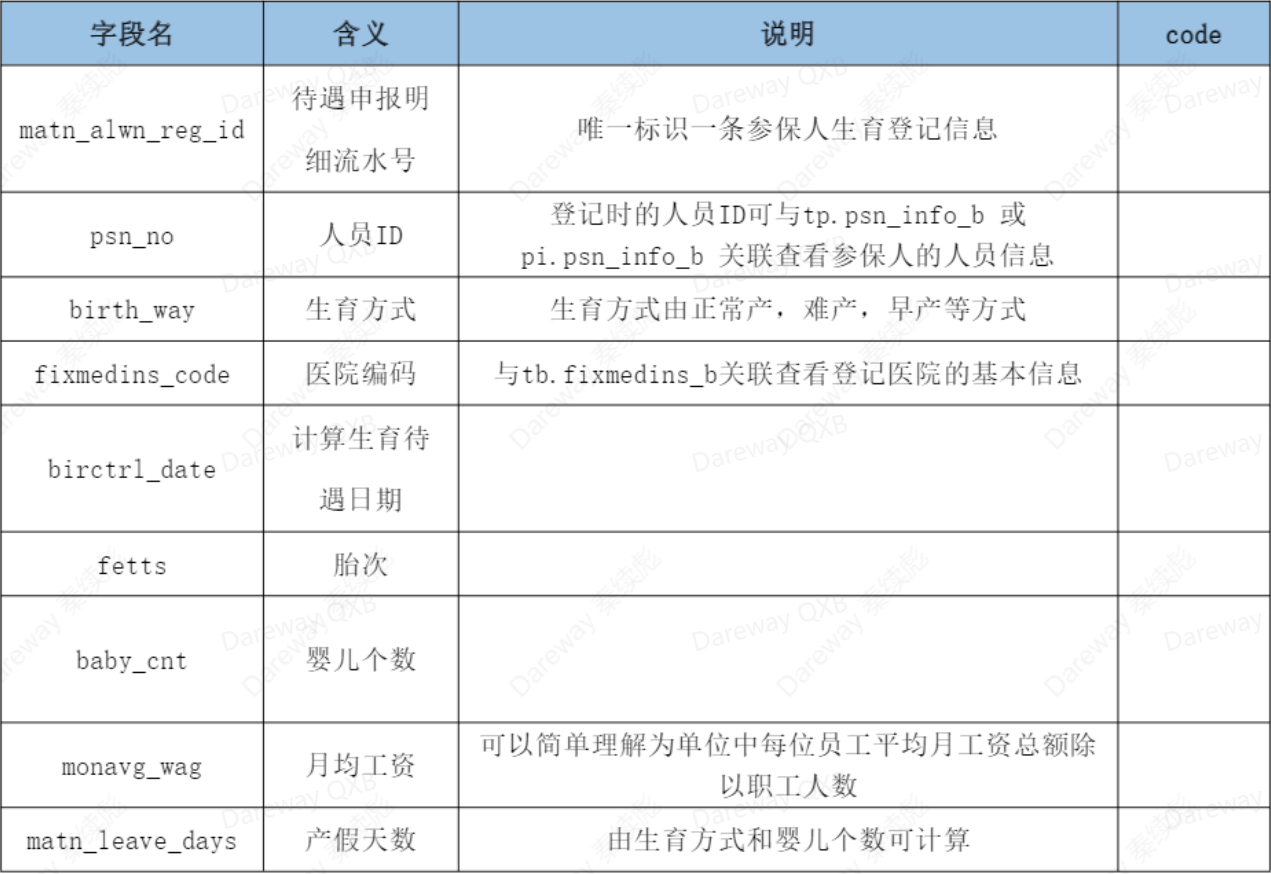 字段名 含义 说明 code
matn_alwn_reg_id 待遇申报明细流水号 唯一标识一条参保人生育登记信息
psn_no 人员ID 登记时的人员ID可与tp.psn_info_b 或
pi.psn_info_b 关联查看参保人的人员信息
birth_way 生育方式 生育方式由正常产，难产，早产等方式
fixmedins_code 医院编码 与tb.fixmedins_b关联查看登记医院的基本信息
birctrl_date 计算生育待遇日期
fetts 胎次
baby_cnt 婴儿个数
monavg_wag 月均工资 可以简单理解为单位中每位员工平均月工资总额除
以职工人数
matn_leave_days 产假天数 由生育方式和婴儿个数可计算
Dareway QXB
Dareway 秦续彪